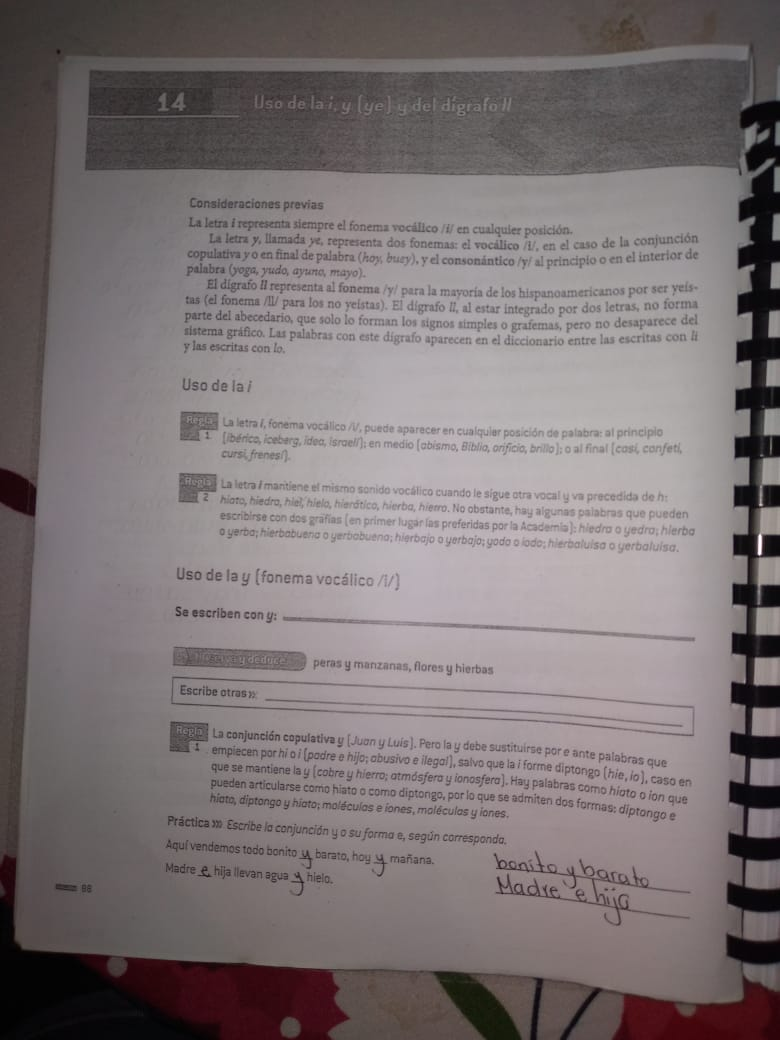 14
Uso de la i, y (ye) y del dígrafo ll
Consideraciones previas
La letra i representa siempre el fonema vocálico /i/ en cualquier posición.
La letra y, llamada ye, representa dos fonemas: el vocálico /i/, en el caso de la conjunción
copulativa y o en final de palabra (hoy, buey), y el consonántico /y/ al principio o en el interior de
palabra (yoga, yudo, ayuno, mayo).
El dígrafo ll representa al fonema /y/ para la mayoría de los hispanoamericanos por ser yeís-
tas (el fonema /ll/ para los no yeístas). El dígrafo ll, al estar integrado por dos letras, no forma
parte del abecedario, que solo lo forman los signos simples o grafemas, pero no desaparece del
sistema gráfico. Las palabras con este dígrafo aparecen en el diccionario entre las escritas con li
y las escritas con lo.
Uso de la i
Regla
1
La letra i, fonema vocálico /i/, puede aparecer en cualquier posición de palabra: al principio
(ibérico, iceberg, idea, israelí); en medio (abismo, Biblia, orificio, brillo); o al final (casi, confeti,
cursi, frenesí).
Regla
2
La letra i mantiene el mismo sonido vocálico cuando le sigue otra vocal y va precedida de h:
hiato, hiedra, hiel, hielo, hierático, hierba, hierro. No obstante, hay algunas palabras que pueden
escribirse con dos grafías (en primer lugar las preferidas por la Academia): hiedra o yedra; hierba
o yerba; hierbabuena o yerbabuena; hierbajo o yerbajo; yodo o iodo; hierbaluisa o yerbaluisa.
Uso de la y (fonema vocálico /i/)
Se escriben con y:
Observa y deduce
peras y manzanas, flores y hierbas
Escribe otras »:
Regla
1
La conjunción copulativa y (Juan y Luis). Pero la y debe sustituirse por e ante palabras que
empiecen por hi o i (padre e hijo; abusivo e ilegal), salvo que la i forme diptongo (hie, io), caso en
que se mantiene la y (cobre y hierro; atmósfera y ionosfera). Hay palabras como hiato o ion que
pueden articularse como hiato o como diptongo, por lo que se admiten dos formas: diptongo e
hiato, diptongo y hiato; moléculas e iones, moléculas y iones.
Práctica »» Escribe la conjunción y o su forma e, según corresponda.
Aquí vendemos todo bonito y barato, hoy y mañana.
bonito y barato
Madre e hija llevan agua y hielo.
Madre e hija
88